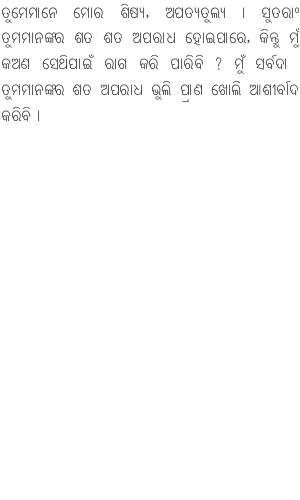 ତୁମେମାନେ ମୋର ଶିଷ୍ୟ, ଅପତ୍ୟତୁଲ୍ୟ । ସୁତରାଂ
ତୁମମାନଙ୍କର ଶତ ଶତ ଅପରାଧ ହୋଇପାରେ, କିନ୍ତୁ ମୁଁ
କଅଣ ସେଥିପାଇଁ ରାଗ କରି ପାରିବି ? ମୁଁ ସର୍ବଦା
ତୁମମାନଙ୍କର ଶତ ଅପରାଧ ଭୁଲି ପ୍ରାଣ ଖୋଲି ଆଶୀର୍ବାଦ
କରିବି ।